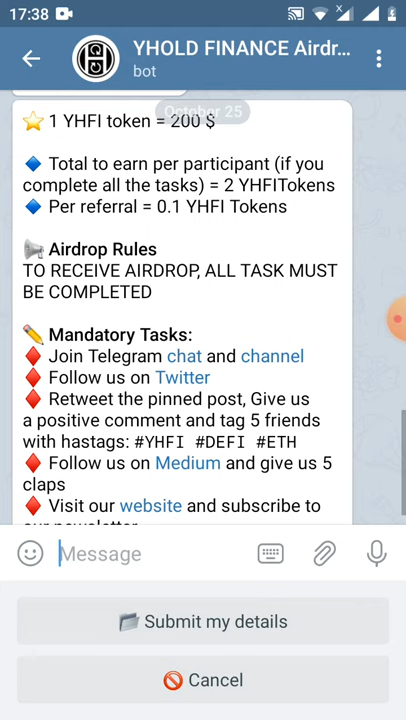 17:38
YHOLD FINANCE Airdr...
bot
October 25
1 YHFI token = 200 $
Total to earn per participant (if you
complete all the tasks) = 2 YHFITokens
Per referral = 0.1 YHFI Tokens
Airdrop Rules
TO RECEIVE AIRDROP, ALL TASK MUST
BE COMPLETED
Mandatory Tasks:
Join Telegram chat and channel
Follow us on Twitter
Retweet the pinned post, Give us
a positive comment and tag 5 friends
with hastags: #YHFI #DEFI #ETH
Follow us on Medium and give us 5
claps
Visit our website and subscribe to
our newsletter
Message
Submit my details
Cancel